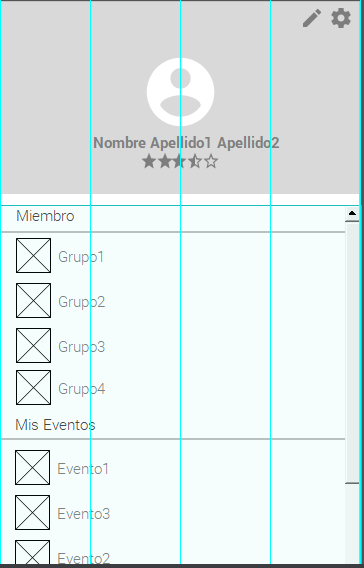 Nombre Apellido1 Apellido2
Miembro
Grupo1
Grupo2
Grupo3
Grupo4
Mis Eventos
Evento1
Evento3
Evento2